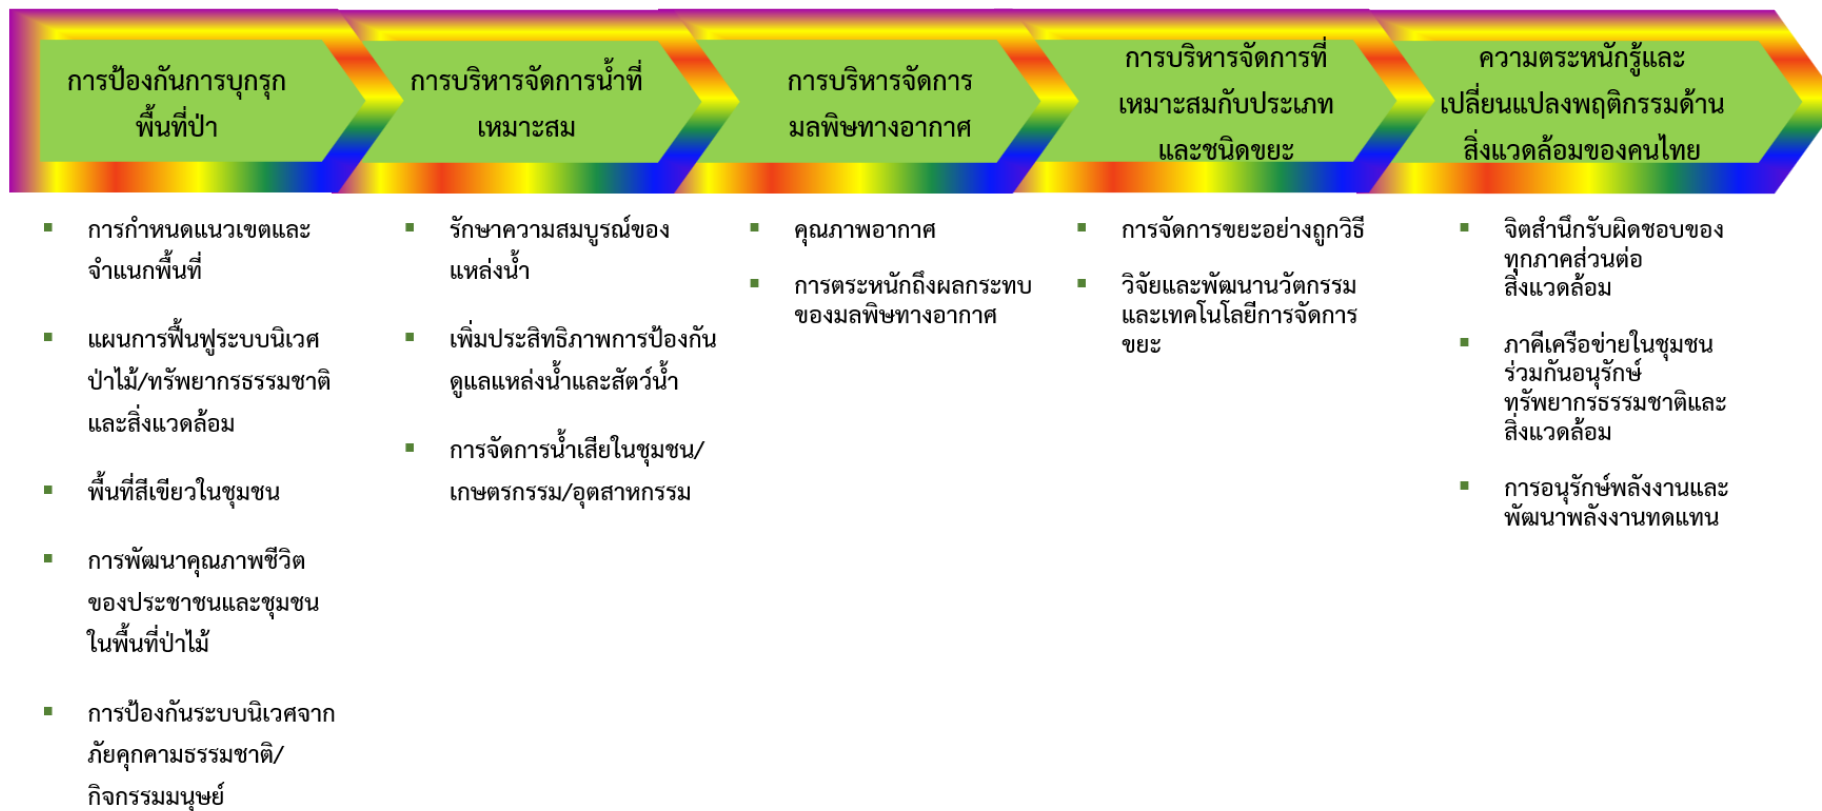 การป้องกันการบุกรุก
พื้นที่ป่า
การบริหารจัดการน้ำที่
เหมาะสม
การบริหารจัดการ
มลพิษทางอากาศ
การบริหารจัดการที่
เหมาะสมกับประเภท
และชนิดขยะ
ความตระหนักรู้และ
เปลี่ยนแปลงพฤติกรรมด้าน
สิ่งแวดล้อมของคนไทย
การกำหนดแนวเขตและ
จำแนกพื้นที่
แผนการฟื้นฟูระบบนิเวศ
ป่าไม้/ทรัพยากรธรรมชาติ
และสิ่งแวดล้อม
พื้นที่สีเขียวในชุมชน
การพัฒนาคุณภาพชีวิต
ของประชาชนและชุมชน
ในพื้นที่ป่าไม้
การป้องกันระบบนิเวศจาก
ภัยคุกคามธรรมชาติ/
กิจกรรมมนุษย์
รักษาความสมบูรณ์ของ
แหล่งน้ำ
เพิ่มประสิทธิภาพการป้องกัน
ดูแลแหล่งน้ำและสัตว์น้ำ
การจัดการน้ำเสียในชุมชน/
เกษตรกรรม/อุตสาหกรรม
คุณภาพอากาศ
การตระหนักถึงผลกระทบ
ของมลพิษทางอากาศ
การจัดการขยะอย่างถูกวิธี
วิจัยและพัฒนานวัตกรรม
และเทคโนโลยีการจัดการ
ขยะ
จิตสำนึกรับผิดชอบของ
ทุกภาคส่วนต่อ
สิ่งแวดล้อม
ภาคีเครือข่ายในชุมชน
ร่วมกันอนุรักษ์
ทรัพยากรธรรมชาติและ
สิ่งแวดล้อม
การอนุรักษ์พลังงานและ
พัฒนาพลังงานทดแทน